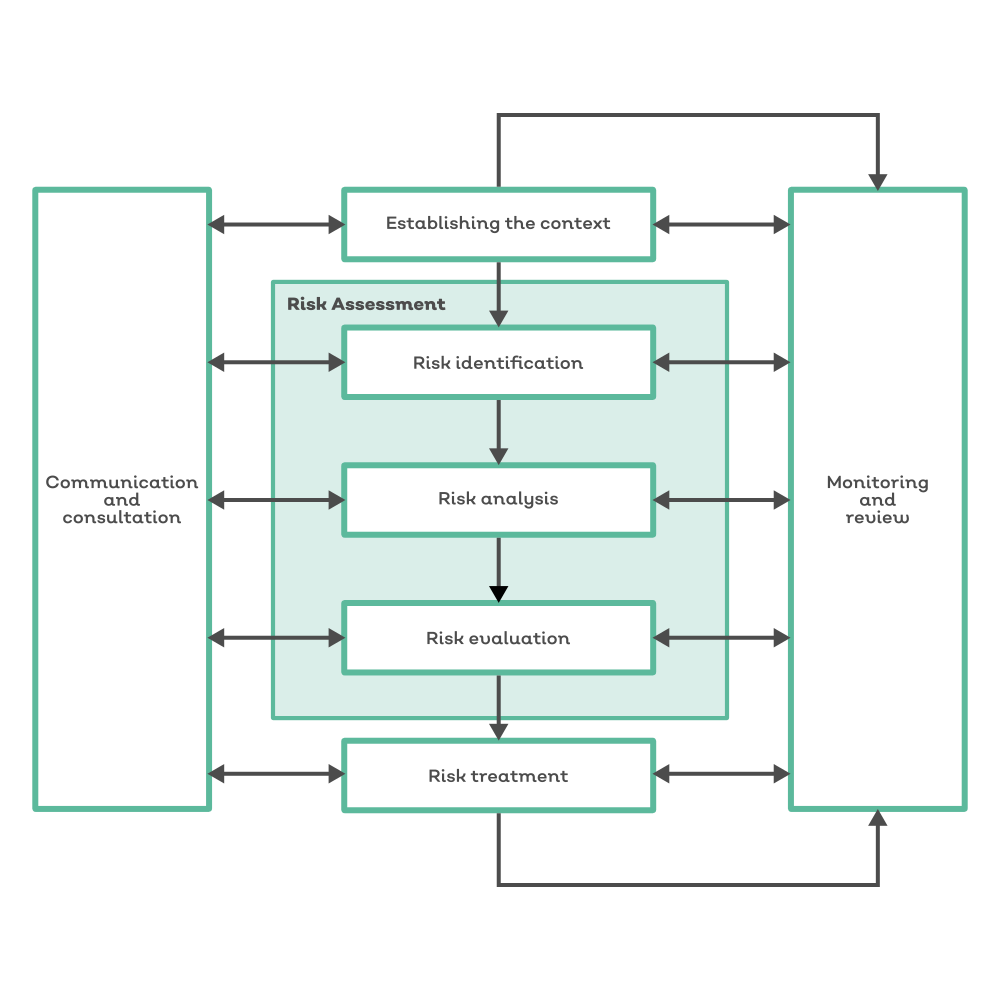 Establishing the context
Risk Assessment
Risk identification
Communication
and
consultation
Risk analysis
Monitoring
and
review
Risk evaluation
Risk treatment